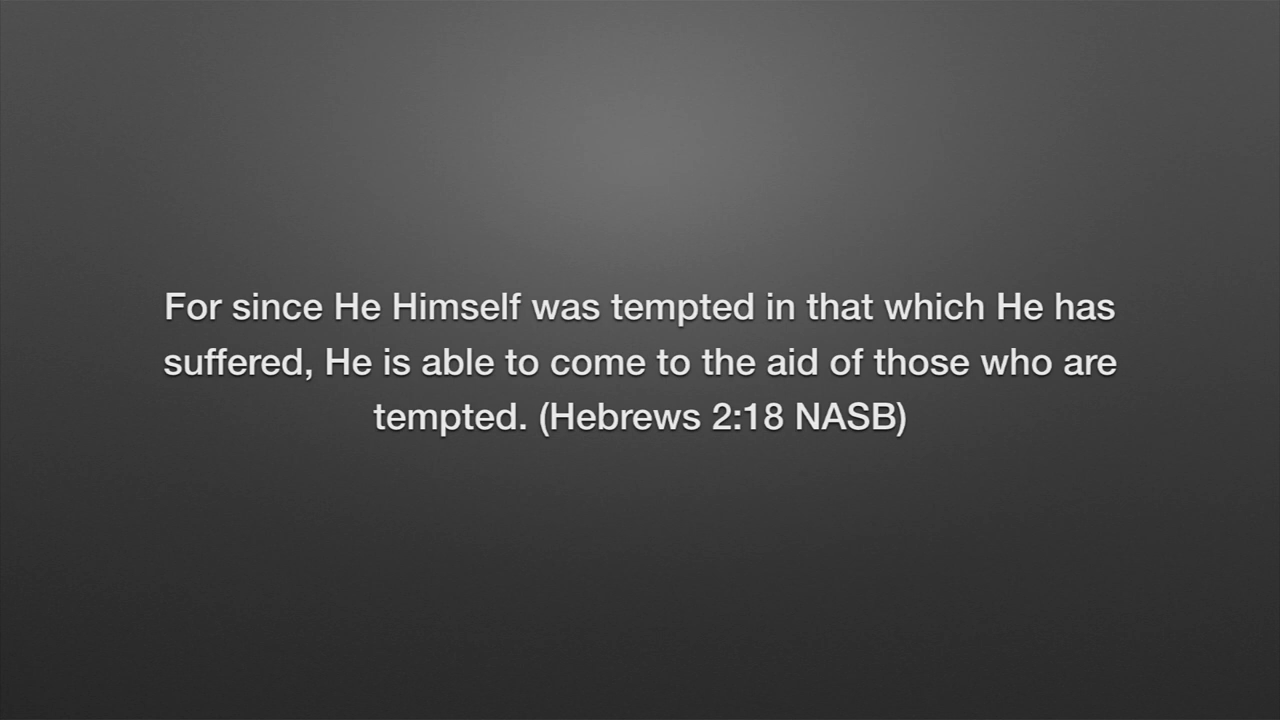 For since He Himself was tempted in that which He has
suffered, He is able to come to the aid of those who are
tempted. (Hebrews 2:18 NASB)